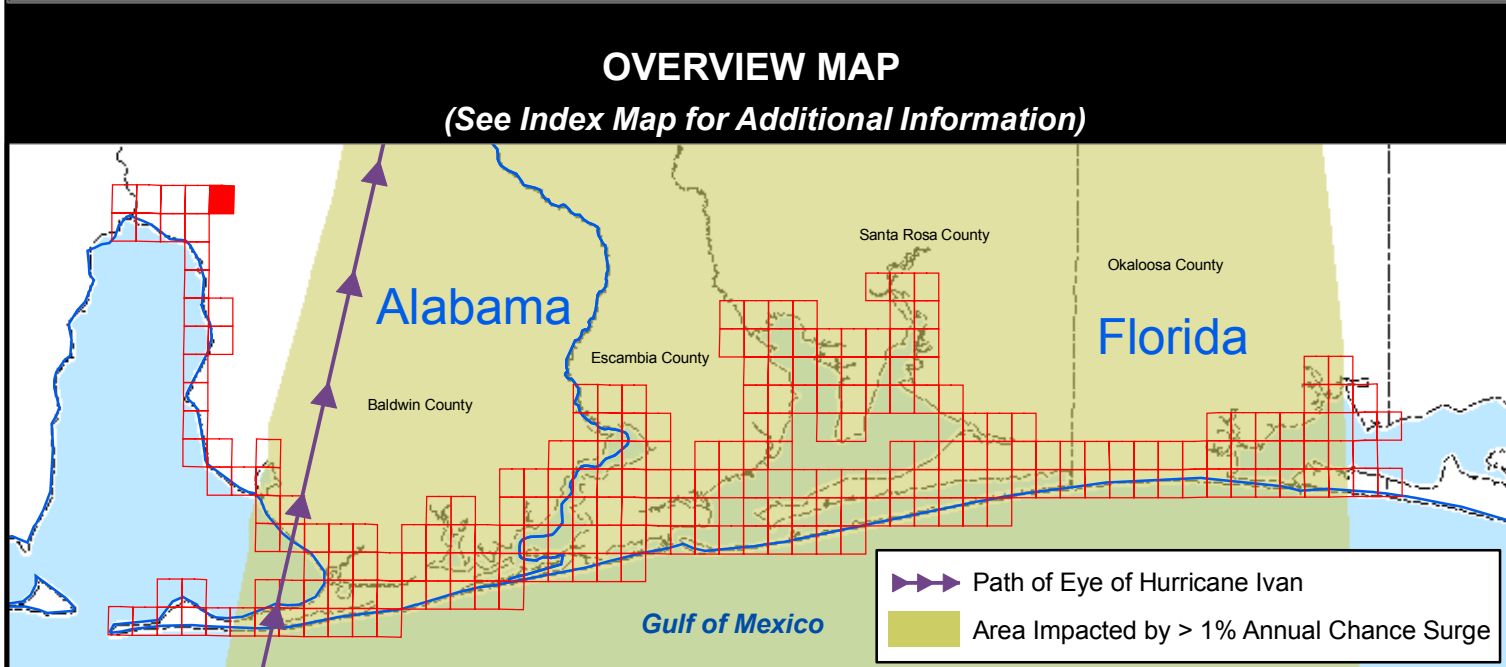 OVERVIEW MAP
(See Index Map for Additional Information)
Santa Rosa County
Okaloosa County
Alabama
Florida
Escambia County
Baldwin County
Gulf of Mexico
Path of Eye of Hurricane Ivan
Area Impacted by > 1% Annual Chance Surge